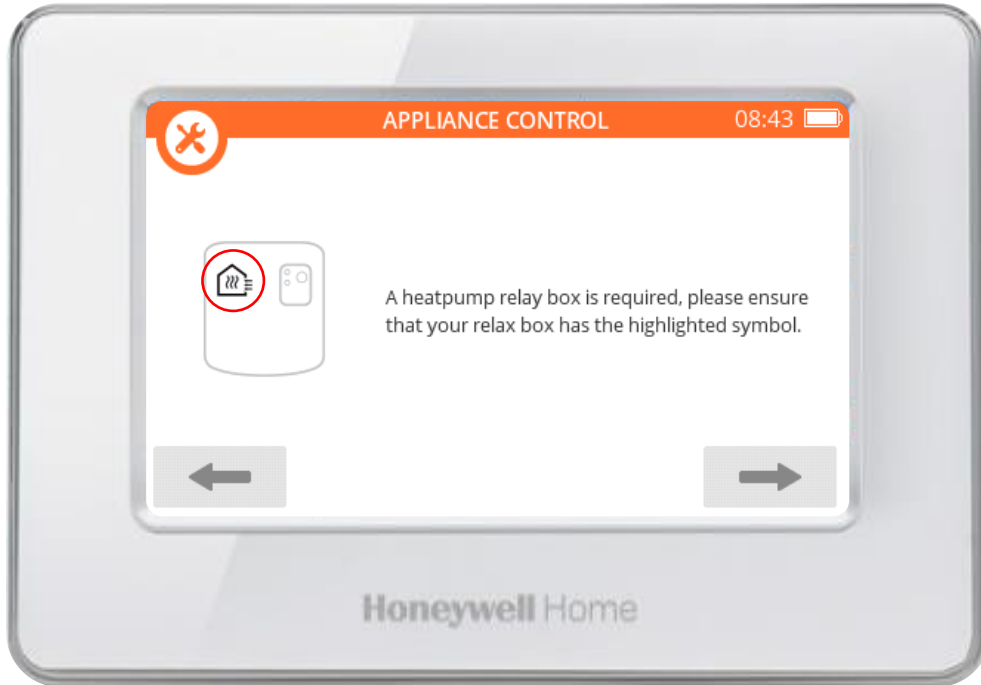 APPLIANCE CONTROL 08:43
A heatpump relay box is required, please ensure
that your relax box has the highlighted symbol.
Honeywell Home